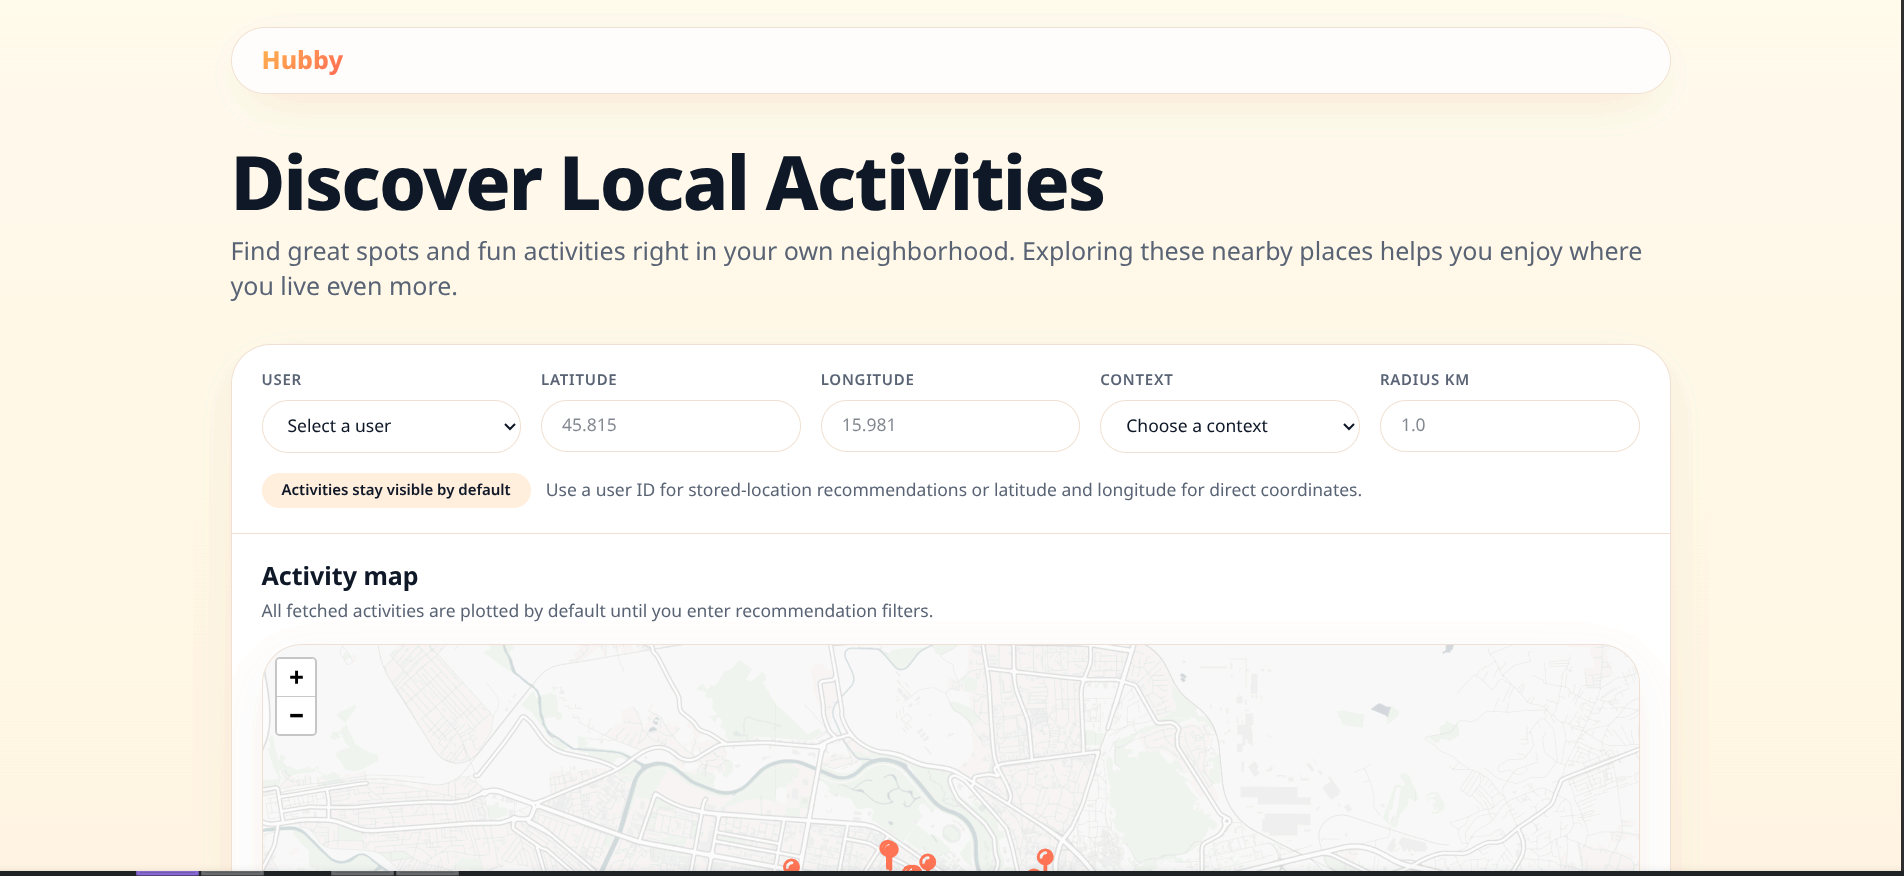 Hubby
Discover Local Activities
Find great spots and fun activities right in your own neighborhood. Exploring these nearby places helps you enjoy where
you live even more.
USER LATITUDE LONGITUDE CONTEXT RADIUS KM
Select a user 45.815 15.981 Choose a context 1.0
Activities stay visible by default Use a user ID for stored-location recommendations or latitude and longitude for direct coordinates.
Activity map
All fetched activities are plotted by default until you enter recommendation filters.
+
−